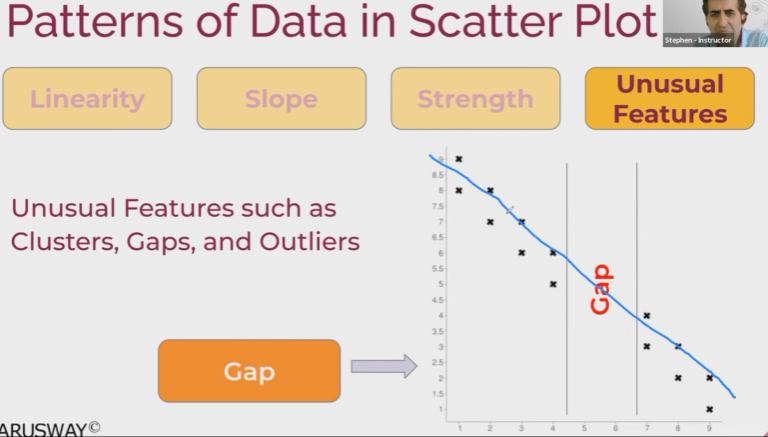 Patterns of Data in Scatter Plot
Stephen - Instructor
Linearity
Slope
Strength
Unusual
Features
Unusual Features such as
Clusters, Gaps, and Outliers
Gap
9
8.5
8
7.5
7
6.5
6
5.5
5
4.5
4
3.5
3
2.5
2
1.5
1
Gap
1 2 3 4 5 6 7 8 9
ARUSWAY©